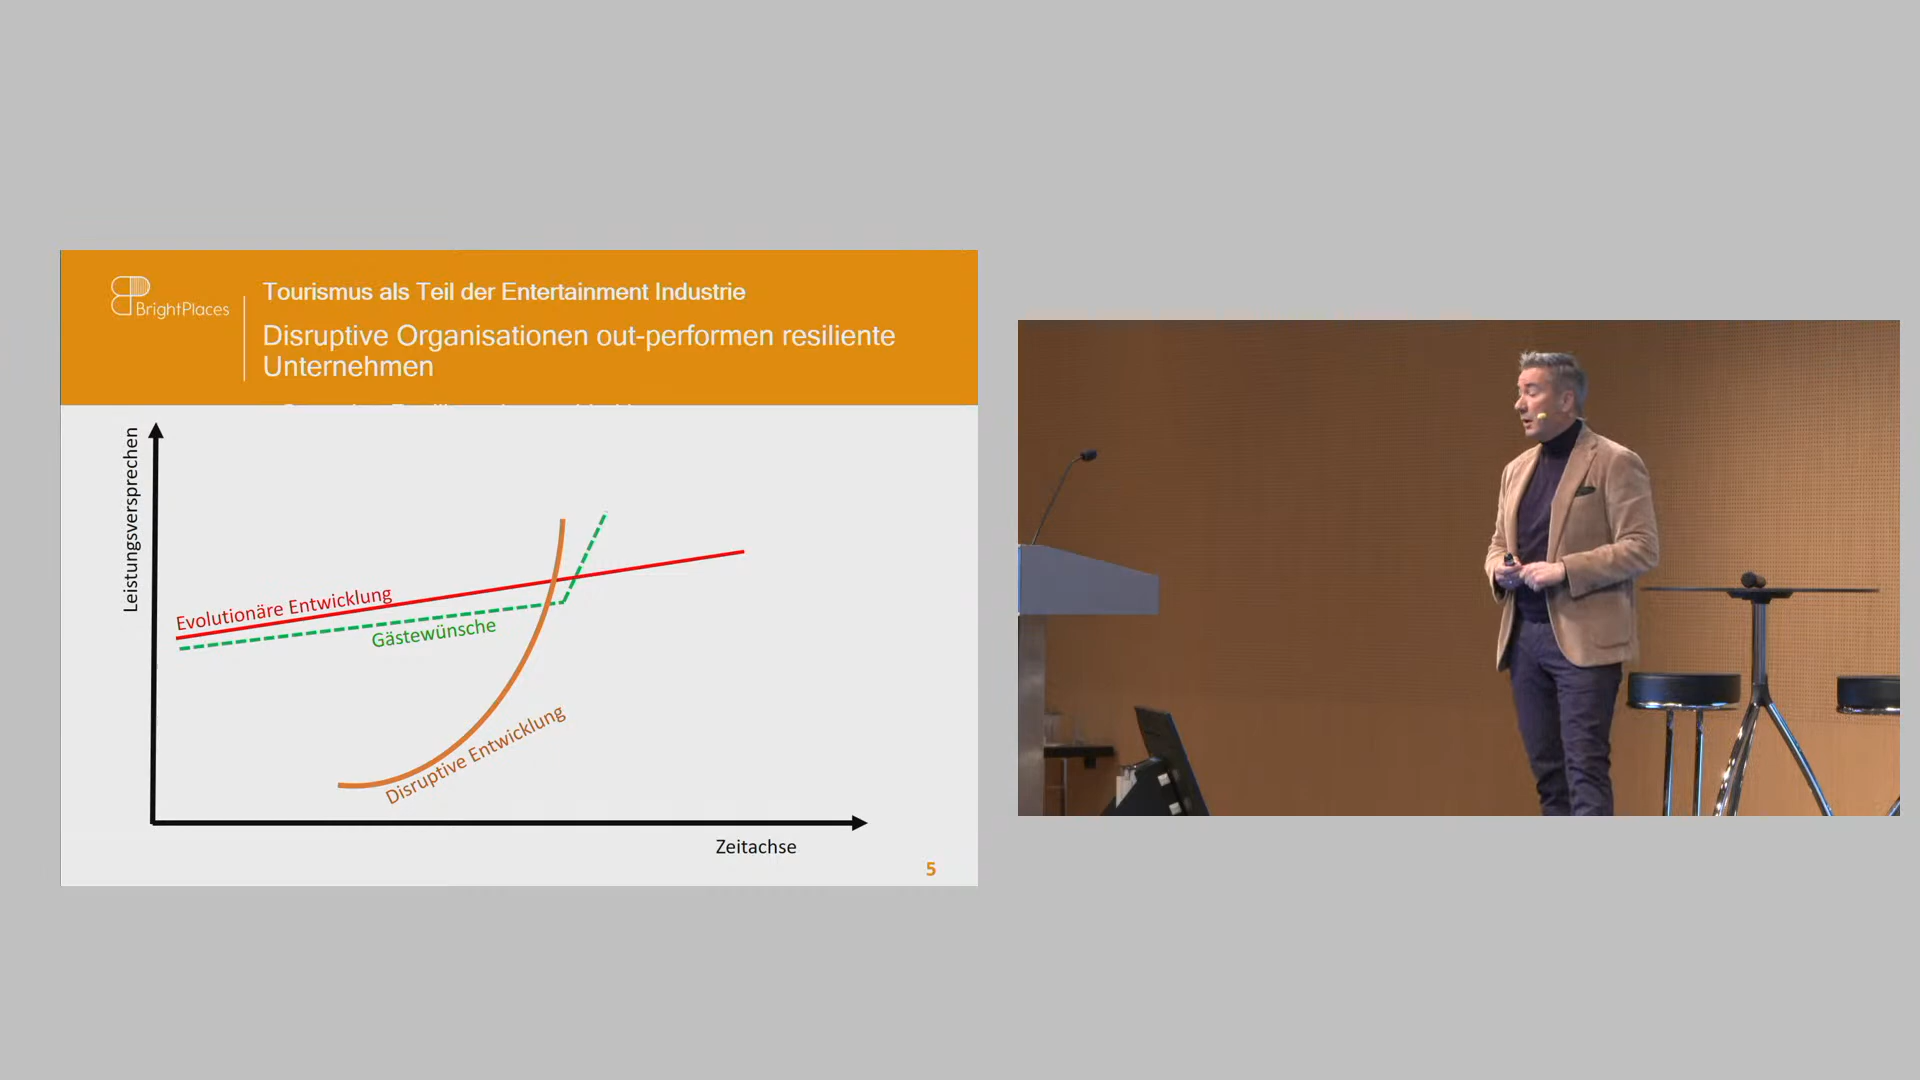 BrightPlaces
Tourismus als Teil der Entertainment Industrie
Disruptive Organisationen out-performen resiliente
Unternehmen
Leistungsversprechen
Evolutionäre Entwicklung
Gästewünsche
Disruptive Entwicklung
Zeitachse
5